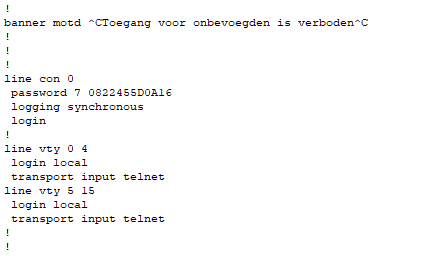 !
banner motd ^CToegang voor onbevoegden is verboden^C
!
!
!
line con 0
 password 7 0822455D0A16
 logging synchronous
 login
!
line vty 0 4
 login local
 transport input telnet
line vty 5 15
 login local
 transport input telnet
!
!